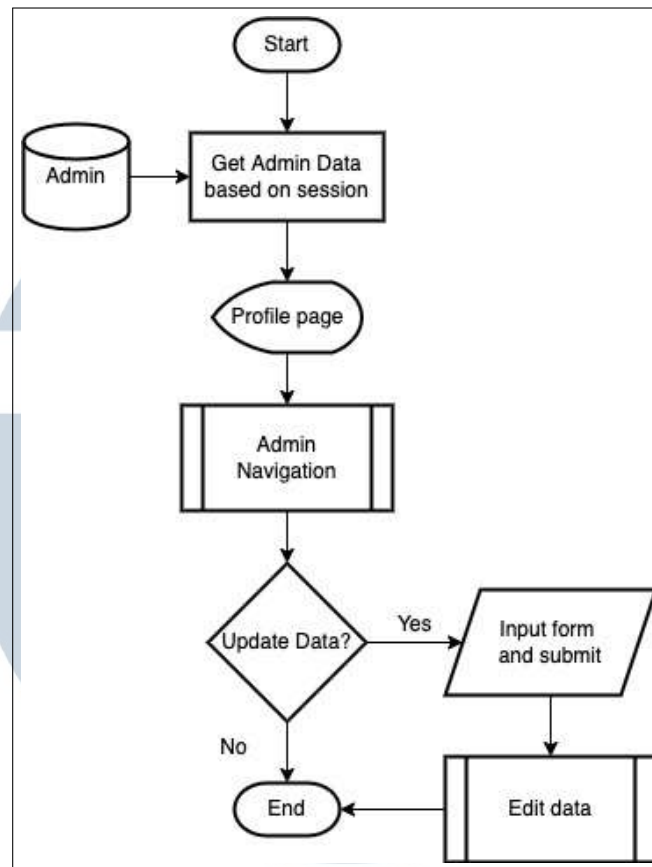 Start
Admin
Get Admin Data
based on session
Profile page
Admin
Navigation
Update Data?
Yes
Input form
and submit
No
End
Edit data